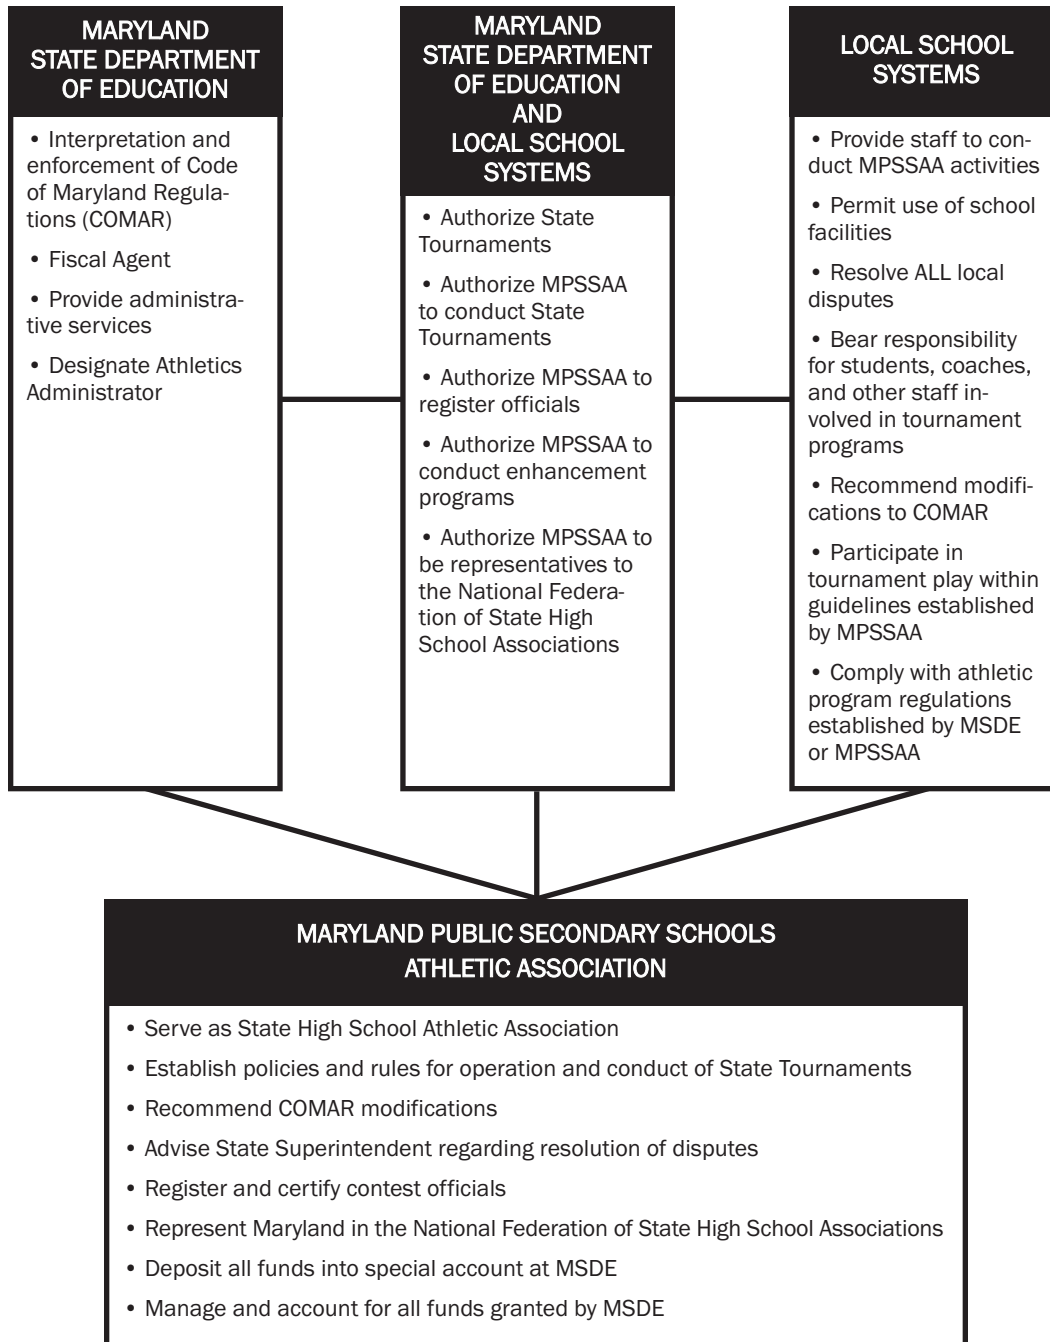 MARYLAND
STATE DEPARTMENT
OF EDUCATION
• Interpretation and
enforcement of Code
of Maryland Regula-
tions (COMAR)
• Fiscal Agent
• Provide administra-
tive services
• Designate Athletics
Administrator
MARYLAND
STATE DEPARTMENT
OF EDUCATION
AND
LOCAL SCHOOL
SYSTEMS
• Authorize State
Tournaments
• Authorize MPSSAA
to conduct State
Tournaments
• Authorize MPSSAA to
register officials
• Authorize MPSSAA to
conduct enhancement
programs
• Authorize MPSSAA to
be representatives to
the National Federa-
tion of State High
School Associations
LOCAL SCHOOL
SYSTEMS
• Provide staff to con-
duct MPSSAA activities
• Permit use of school
facilities
• Resolve ALL local
disputes
• Bear responsibility
for students, coaches,
and other staff in-
volved in tournament
programs
• Recommend modifi-
cations to COMAR
• Participate in
tournament play within
guidelines established
by MPSSAA
• Comply with athletic
program regulations
established by MSDE
or MPSSAA
MARYLAND PUBLIC SECONDARY SCHOOLS
ATHLETIC ASSOCIATION
• Serve as State High School Athletic Association
• Establish policies and rules for operation and conduct of State Tournaments
• Recommend COMAR modifications
• Advise State Superintendent regarding resolution of disputes
• Register and certify contest officials
• Represent Maryland in the National Federation of State High School Associations
• Deposit all funds into special account at MSDE
• Manage and account for all funds granted by MSDE